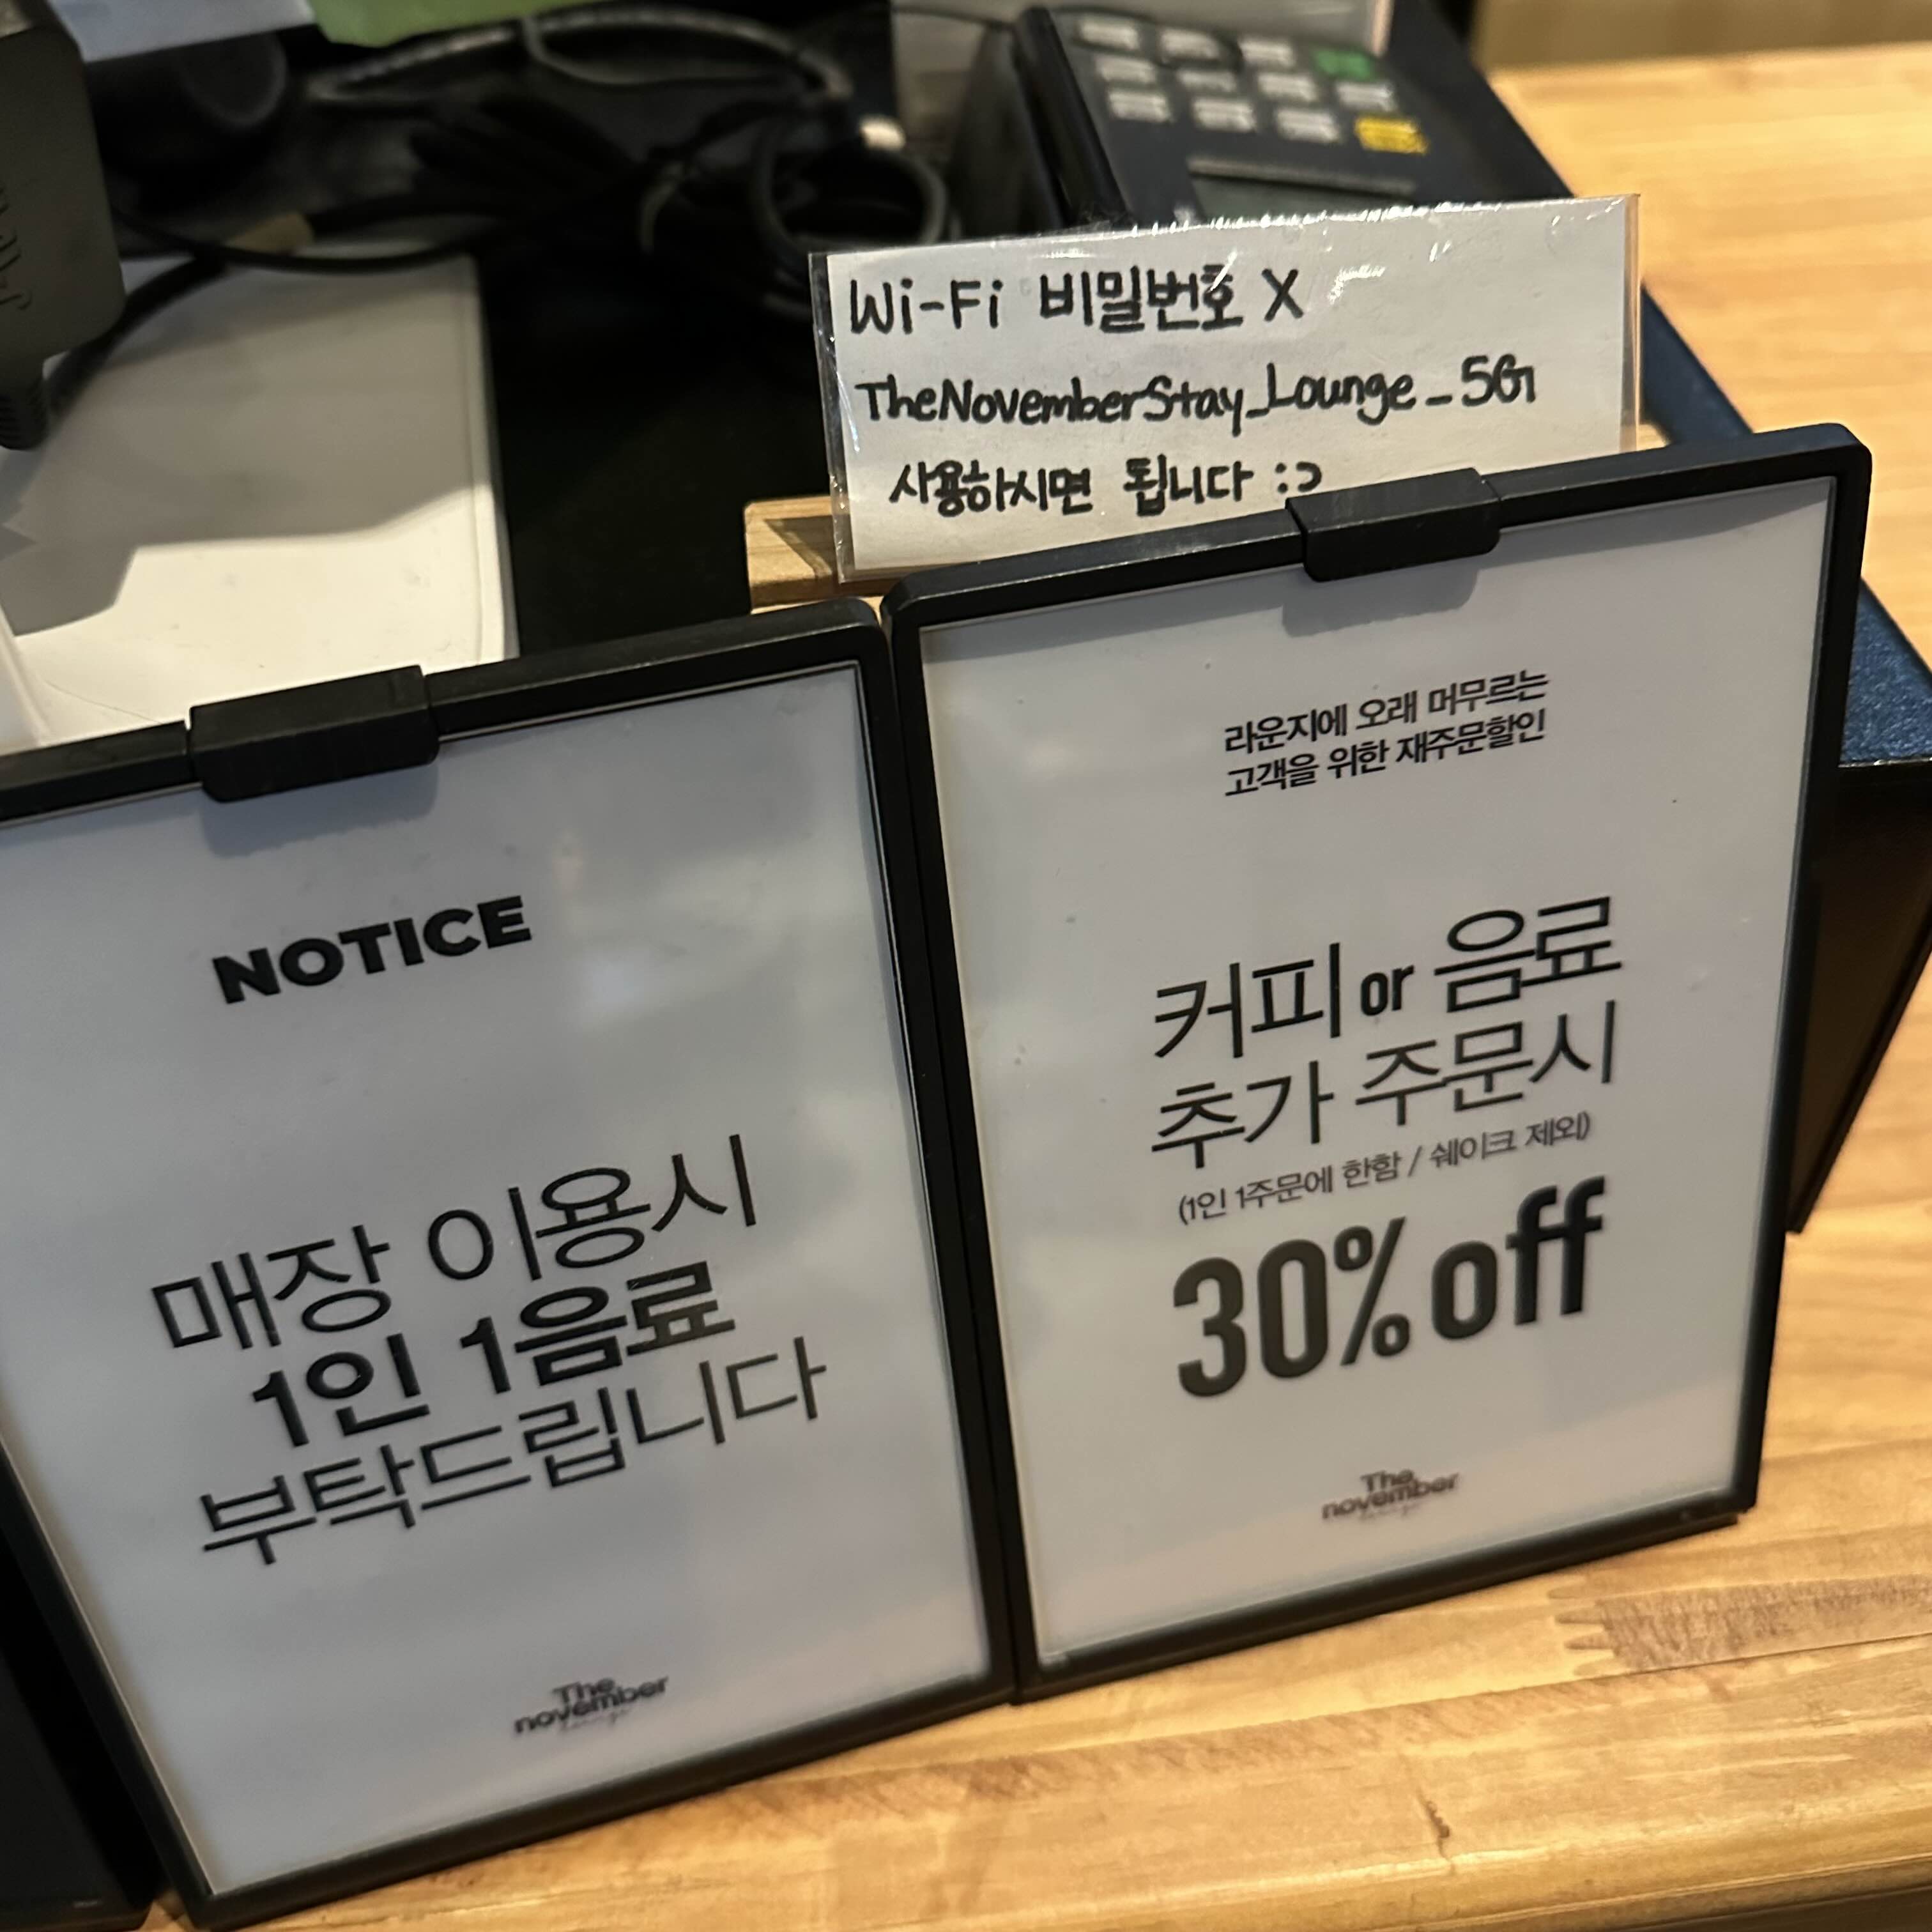 Wi-Fi 비밀번호 X
TheNovemberStay_Lounge_5G
사용하시면 됩니다 :⊃
NOTICE
매장 이용시
1인 1음료
부탁드립니다
The
november
lounge
라운지에 오래 머무르는
고객을 위한 재주문할인
커피 or 음료
추가 주문시
(1인 1주문에 한함 / 쉐이크 제외)
30% off
The
november
lounge